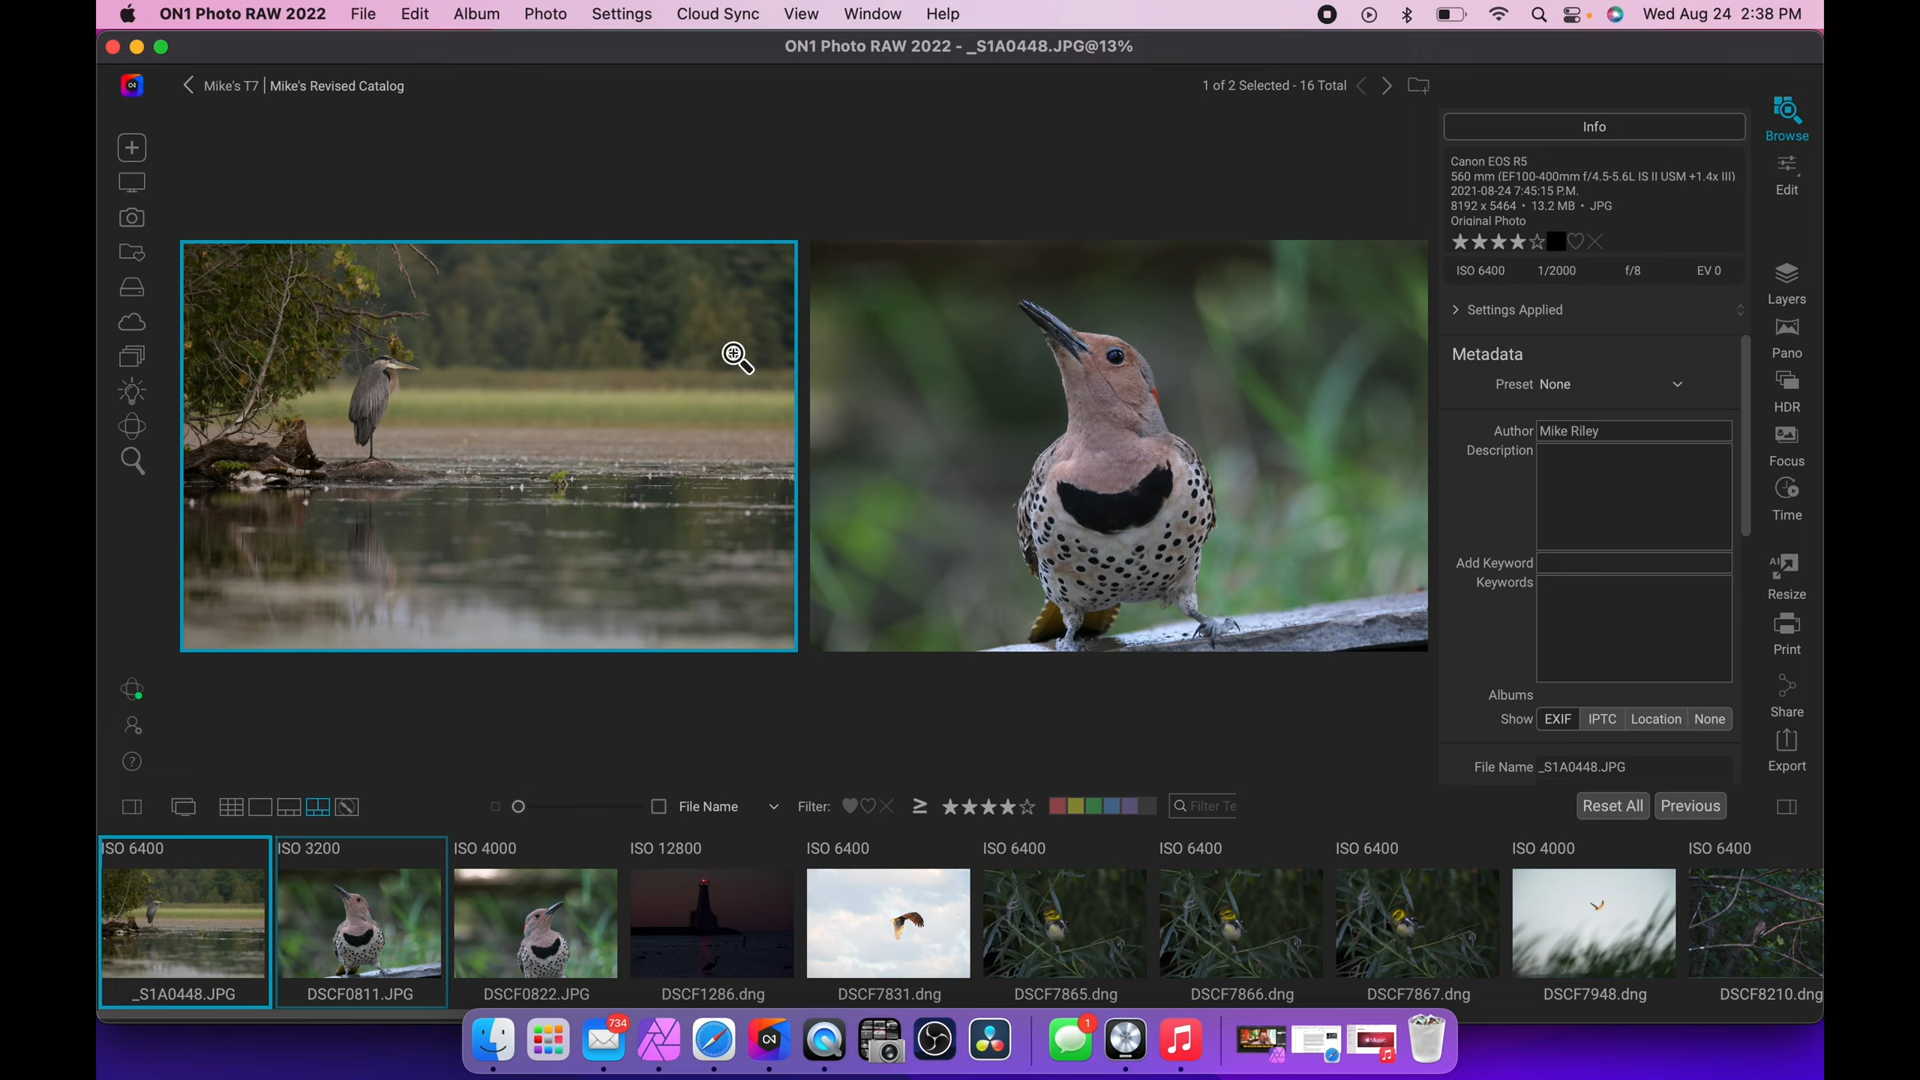 ON1 Photo RAW 2022 File Edit Album Photo Settings Cloud Sync View Window Help Wed Aug 24 2:38 PM
ON1 Photo RAW 2022 - _S1A0448.JPG@13%
Mike's T7 | Mike's Revised Catalog 1 of 2 Selected - 16 Total
Info
Browse
Canon EOS R5
560 mm (EF100-400mm f/4.5-5.6L IS II USM +1.4x III)
2021-08-24 7:45:15 P.M.
8192 x 5464 • 13.2 MB • JPG
Original Photo
Edit
ISO 6400 1/2000 f/8 EV 0
Layers
Settings Applied
Metadata
Pano
Preset None
HDR
Author Mike Riley
Description
Focus
Time
Add Keyword
Keywords
AI
Resize
Print
Albums
Share
Show EXIF IPTC Location None
File Name _S1A0448.JPG
Export
File Name Filter: ≥ Filter Te Reset All Previous
ISO 6400 ISO 3200 ISO 4000 ISO 12800 ISO 6400 ISO 6400 ISO 6400 ISO 6400 ISO 4000 ISO 6400
_S1A0448.JPG DSCF0811.JPG DSCF0822.JPG DSCF1286.dng DSCF7831.dng DSCF7865.dng DSCF7866.dng DSCF7867.dng DSCF7948.dng DSCF8210.dng
734
1